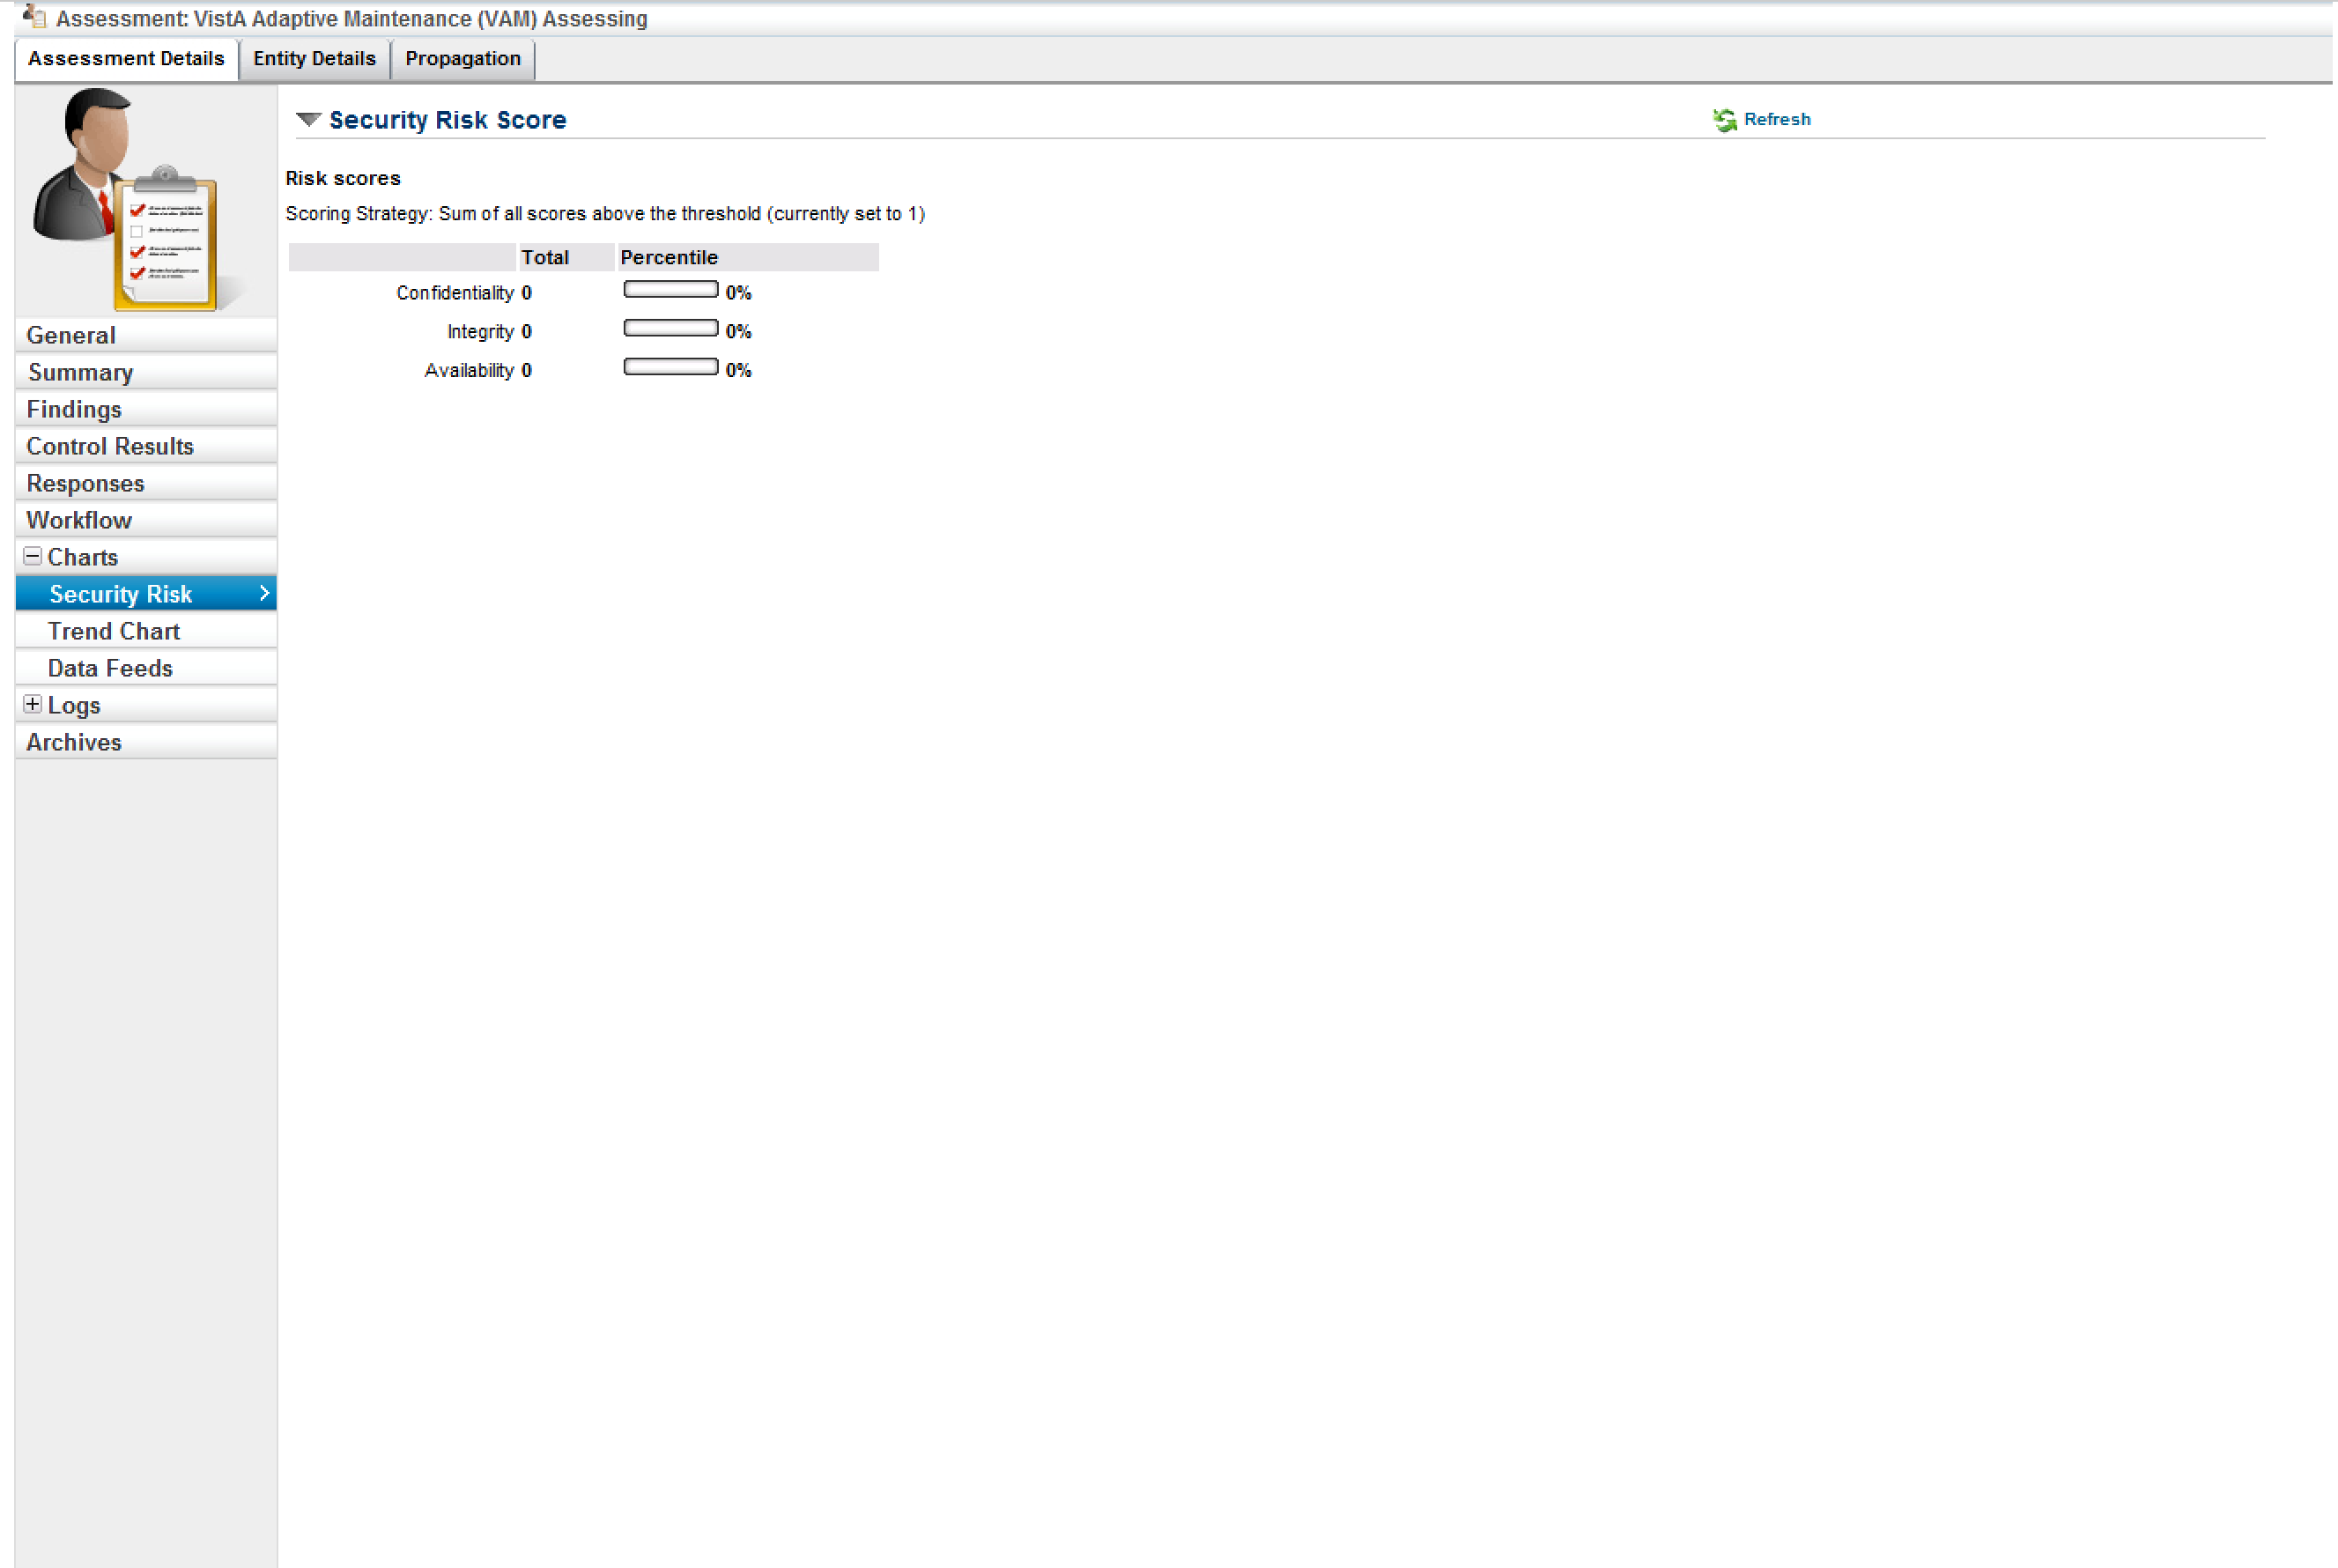 Assessment: VistA Adaptive Maintenance (VAM) Assessing
Assessment Details Entity Details Propagation
Security Risk Score Refresh
Risk scores
Scoring Strategy: Sum of all scores above the threshold (currently set to 1)
Total Percentile
Confidentiality 0 0%
Integrity 0 0%
Availability 0 0%
General
Summary
Findings
Control Results
Responses
Workflow
Charts
Security Risk
Trend Chart
Data Feeds
Logs
Archives